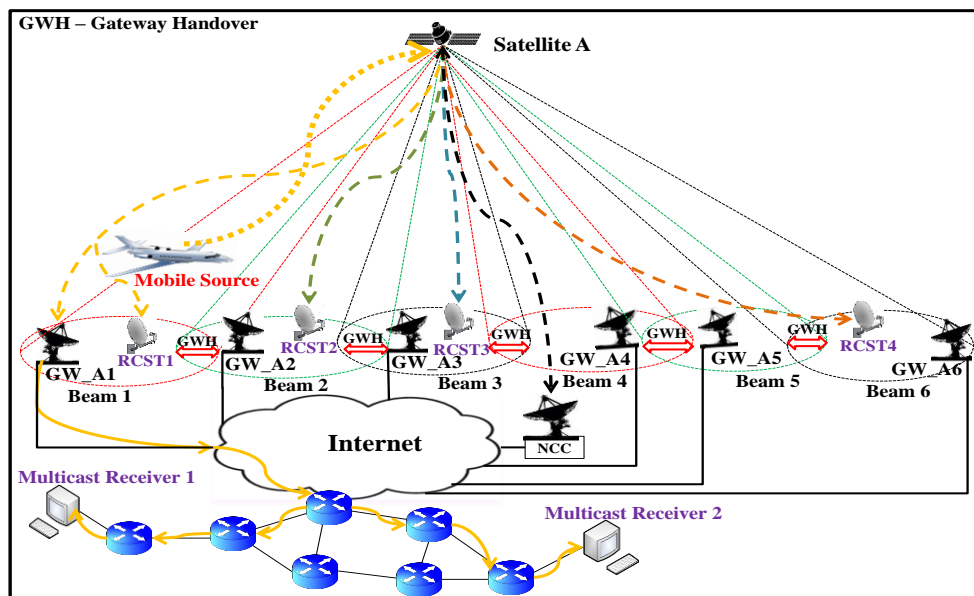 GWH – Gateway Handover
Satellite A
Mobile Source
GW_A1
RCST1
GWH
GW_A2
RCST2
GWH
GW_A3
RCST3
GWH
GW_A4
GWH
GW_A5
GWH
RCST4
GW_A6
Beam 1
Beam 2
Beam 3
Beam 4
Beam 5
Beam 6
Internet
NCC
Multicast Receiver 1
Multicast Receiver 2